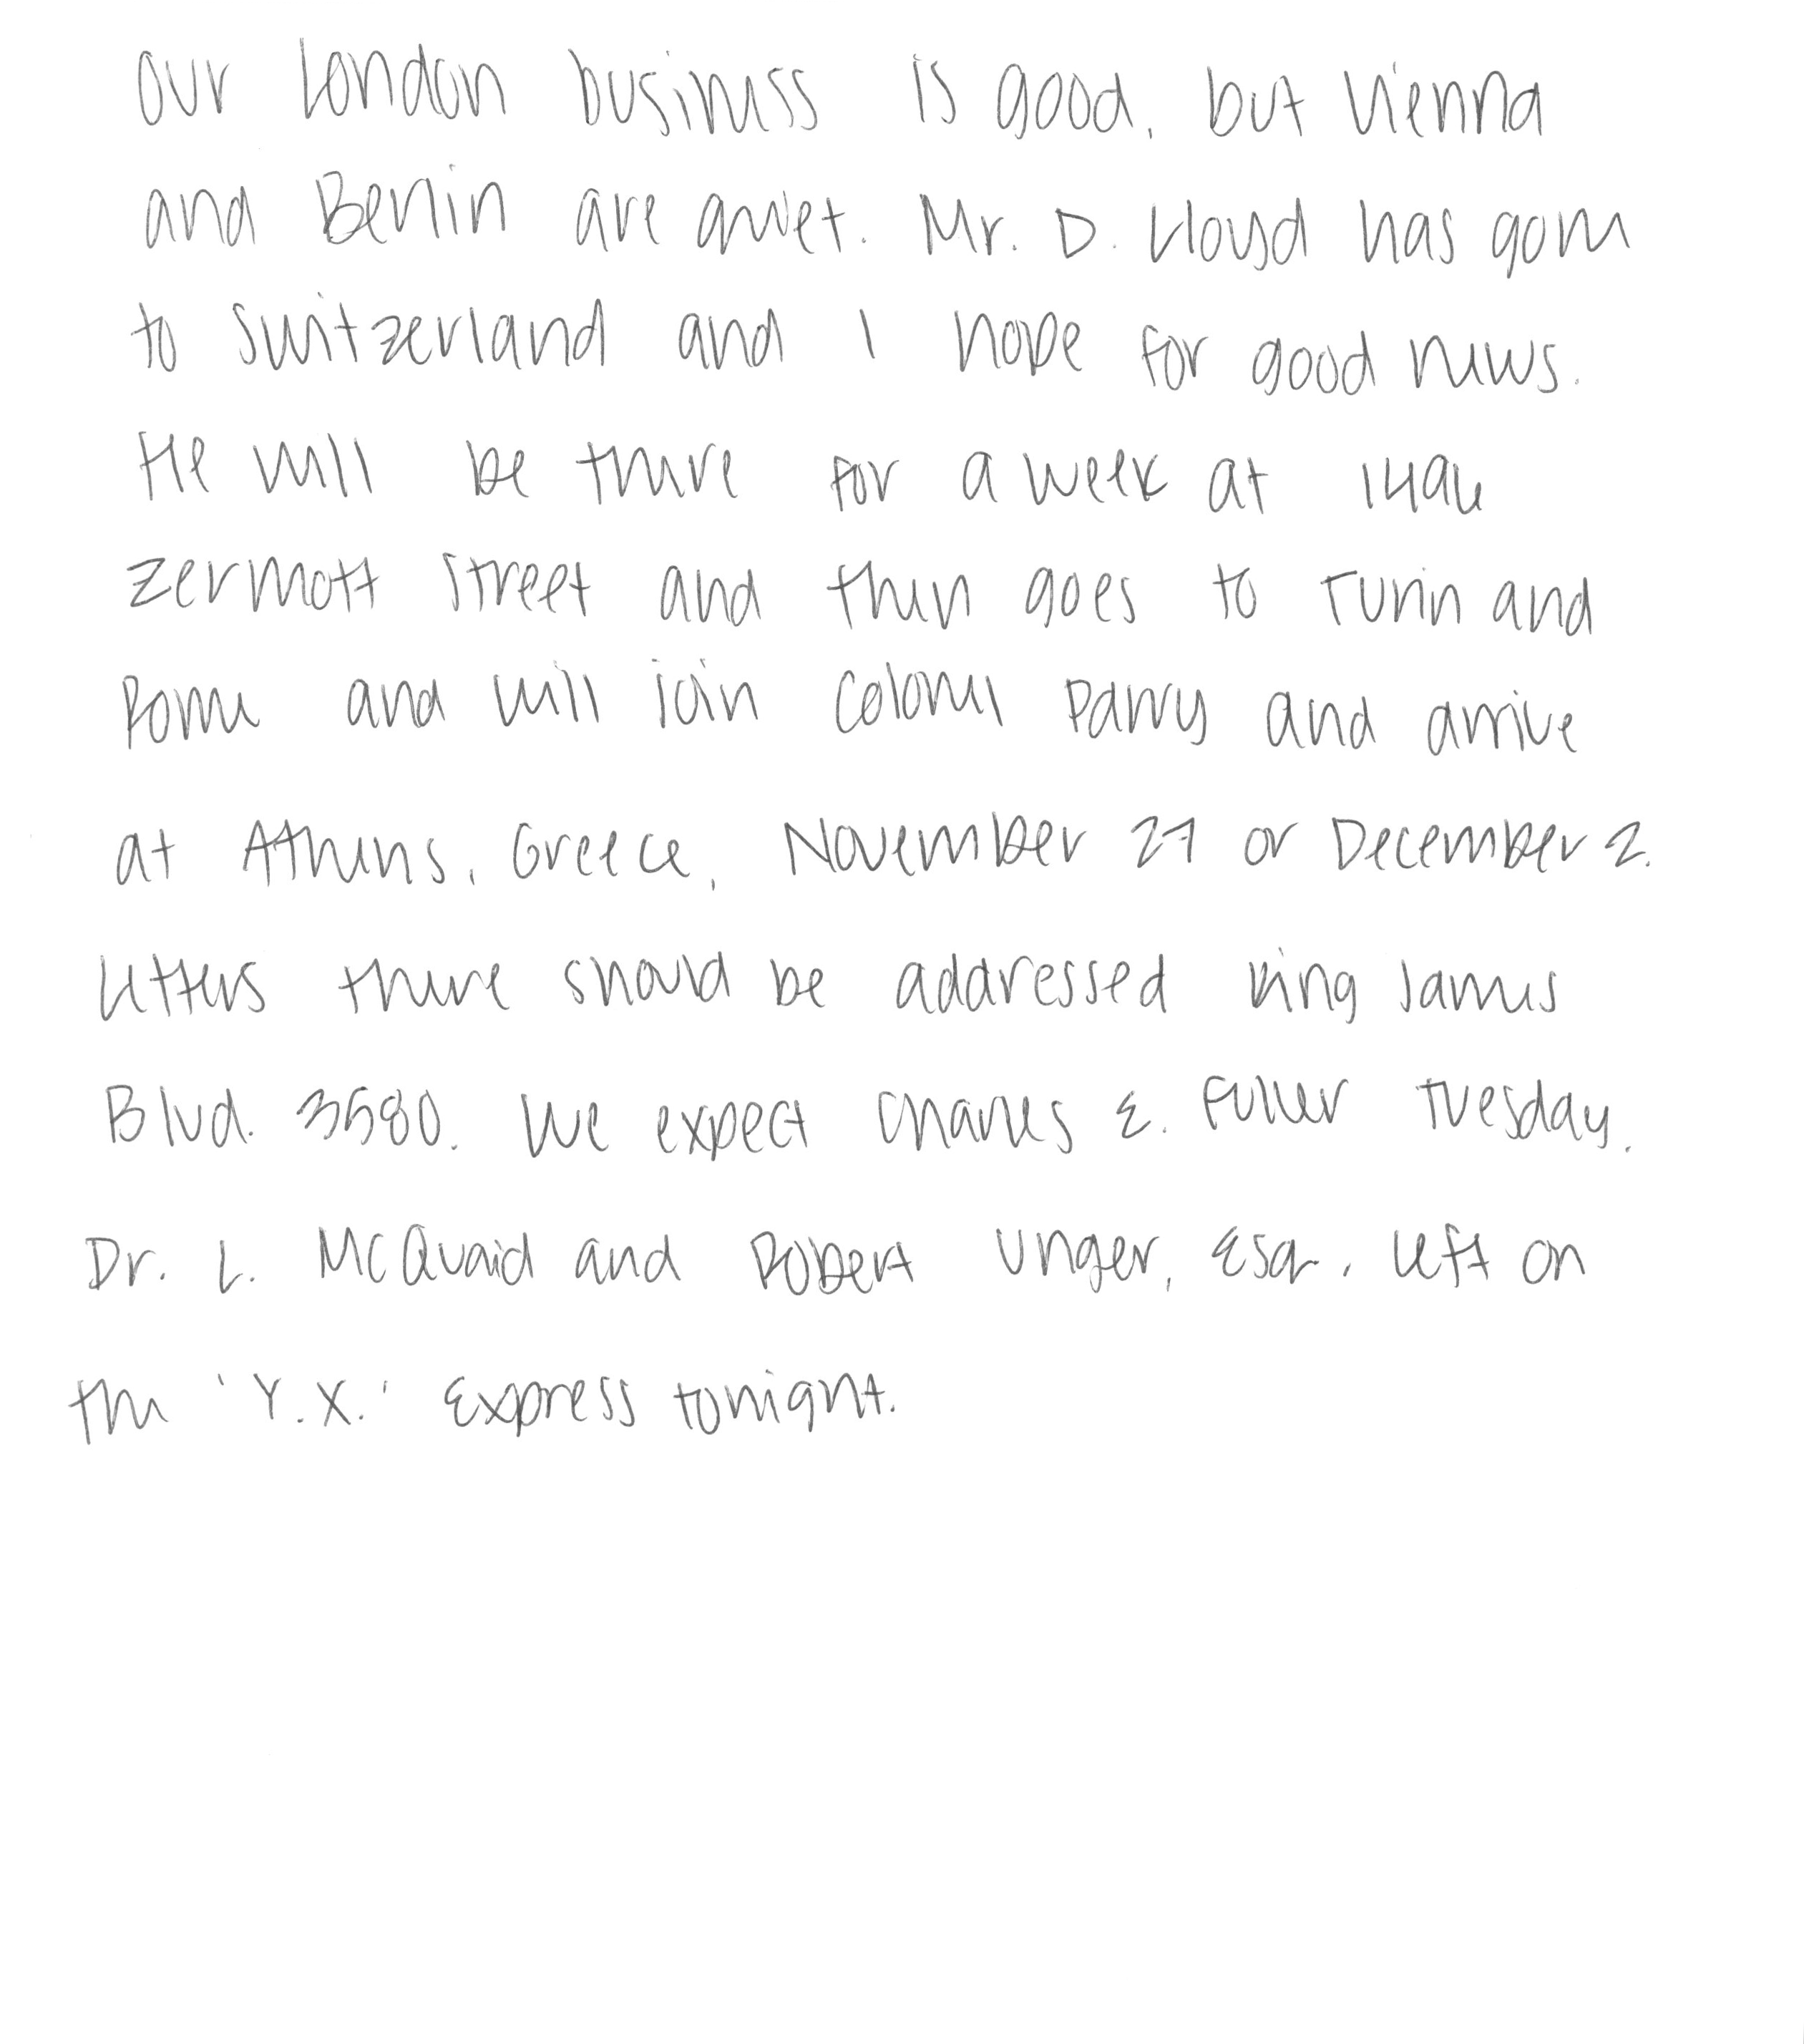 Our London business is good, but Vienna
and Berlin are quiet. Mr. D. Lloyd has gone
to Switzerland and I hope for good news.
He will be there for a week at 1496
Zermott Street and then goes to Turin and
Rome and will join Colonel Parry and arrive
at Athens, Greece, November 27 or December 2.
Letters there should be addressed King James
Blvd. 3580. We expect Charles E. Fuller Tuesday.
Dr. L. McQuaid and Robert Unger, Esq., left on
the 'Y.X.' Express tonight.